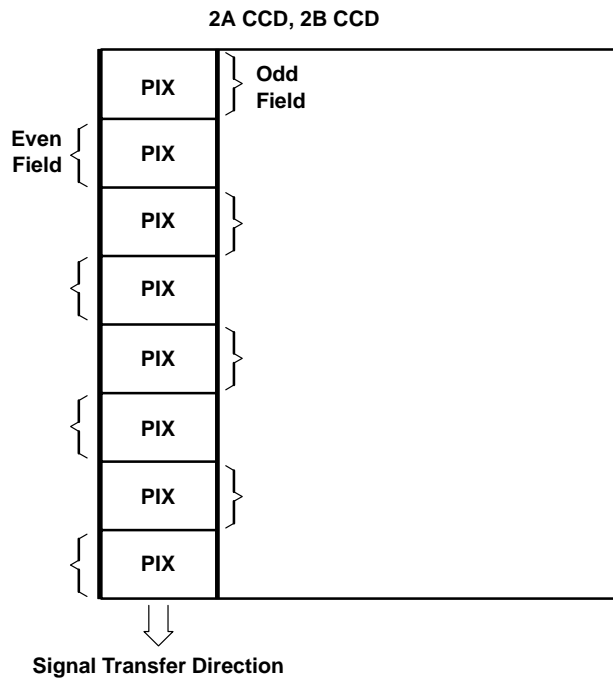 2A CCD, 2B CCD
PIX
Odd
Field
Even
Field
PIX
PIX
PIX
PIX
PIX
PIX
PIX
Signal Transfer Direction